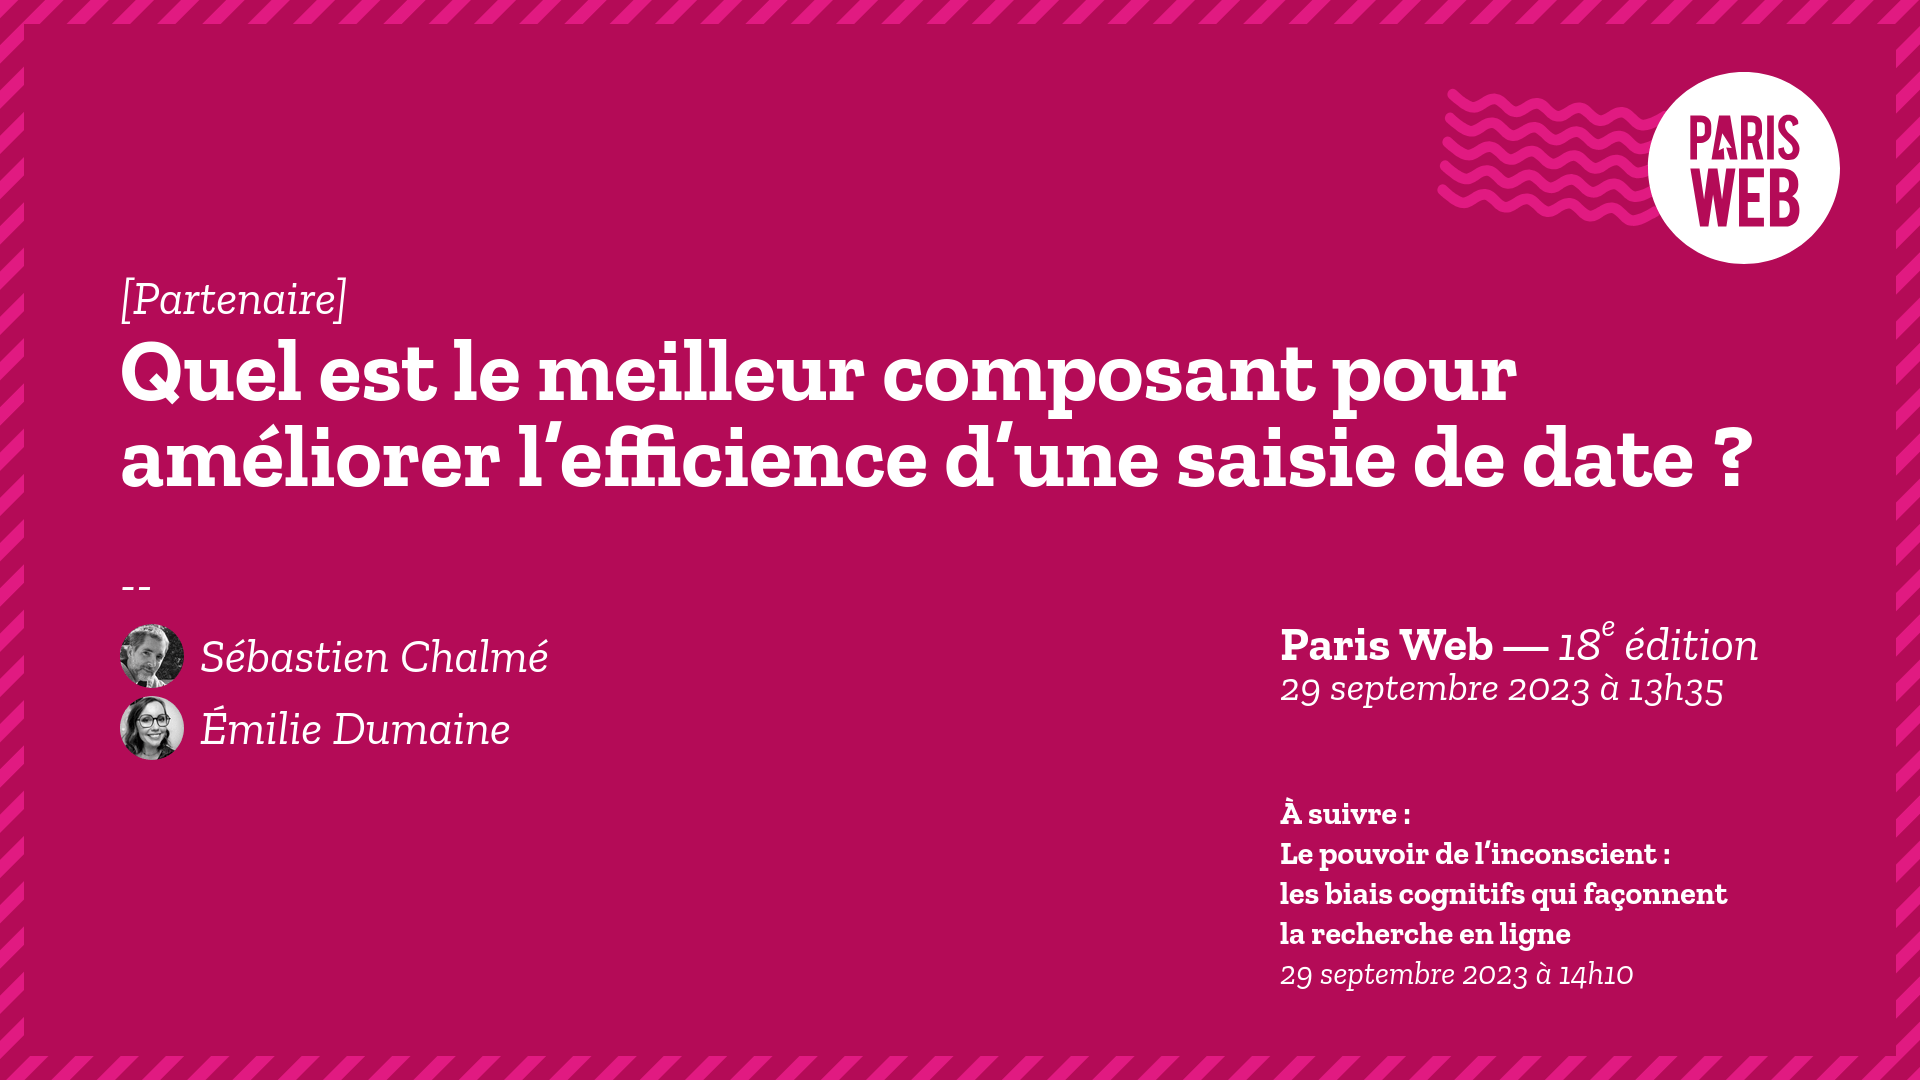 PARIS
WEB
[Partenaire]
Quel est le meilleur composant pour
améliorer l’efficience d’une saisie de date ?
--
Sébastien Chalmé
Émilie Dumaine
Paris Web — 18e édition
29 septembre 2023 à 13h35
À suivre :
Le pouvoir de l’inconscient :
les biais cognitifs qui façonnent
la recherche en ligne
29 septembre 2023 à 14h10